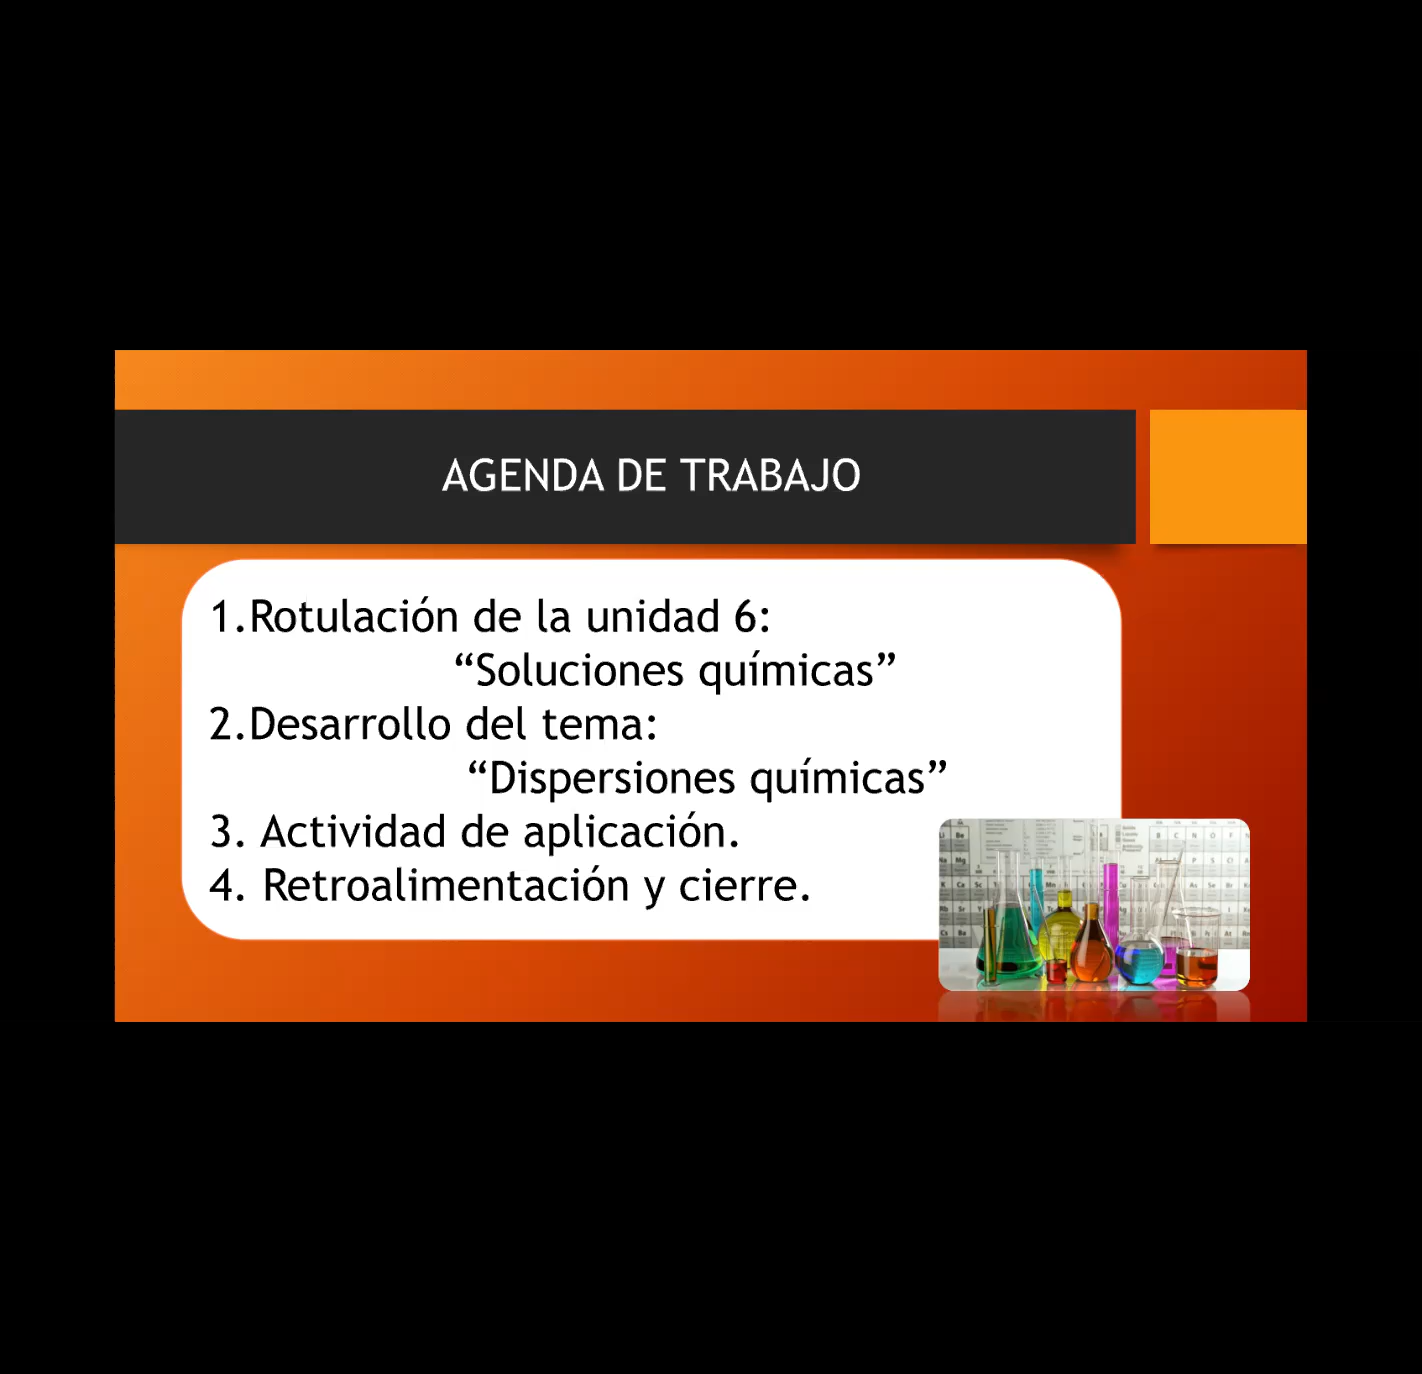 AGENDA DE TRABAJO
1.Rotulación de la unidad 6:
“Soluciones químicas”
2.Desarrollo del tema:
“Dispersiones químicas”
3. Actividad de aplicación.
4. Retroalimentación y cierre.